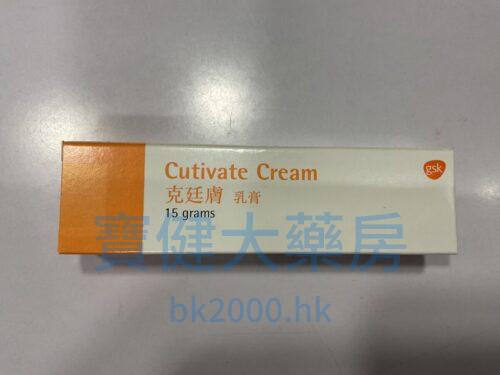 Cutivate Cream
gsk
克廷膚 乳膏
15 grams
寶健大藥房
bk2000.hk